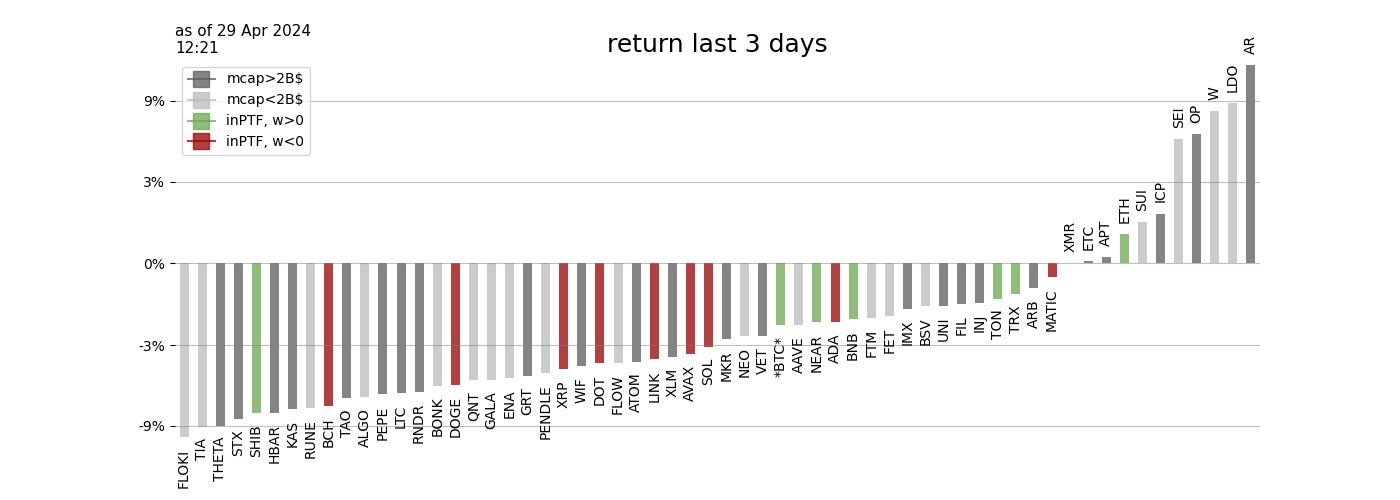 as of 29 Apr 2024
12:21
return last 3 days
mcap>2B$
mcap<2B$
inPTF, w>0
inPTF, w<0
9%
3%
0%
-3%
-9%
FLOKI
TIA
THETA
STX
SHIB
HBAR
KAS
RUNE
BCH
TAO
ALGO
PEPE
LTC
RNDR
BONK
DOGE
QNT
GALA
ENA
GRT
PENDLE
XRP
WIF
DOT
FLOW
ATOM
LINK
XLM
AVAX
SOL
MKR
NEO
VET
*BTC*
AAVE
NEAR
ADA
BNB
FTM
FET
IMX
BSV
UNI
FIL
INJ
TON
TRX
ARB
MATIC
XMR
ETC
APT
ETH
SUI
ICP
SEI
OP
W
LDO
AR